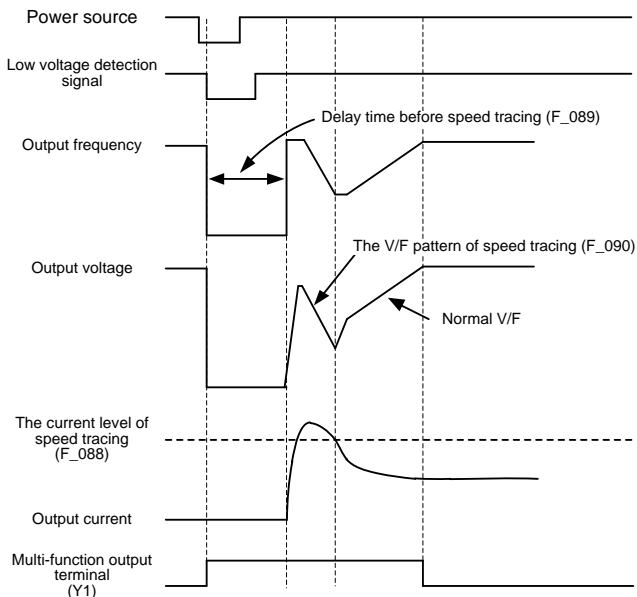 Power source
Low voltage detection
signal
Delay time before speed tracing (F_089)
Output frequency
The V/F pattern of speed tracing (F_090)
Output voltage
Normal V/F
The current level of
speed tracing
(F_088)
Output current
Multi-function output
terminal
(Y1)